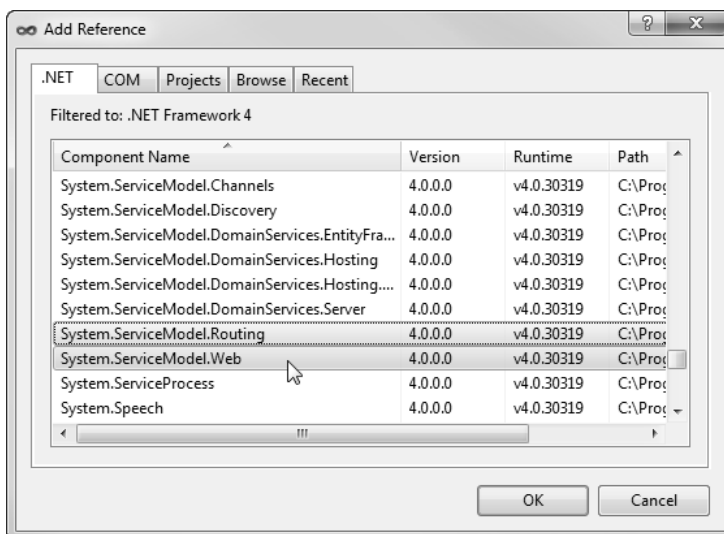 Add Reference
.NET COM Projects Browse Recent
Filtered to: .NET Framework 4
Component Name Version Runtime Path
System.ServiceModel.Channels 4.0.0.0 v4.0.30319 C:\Prog
System.ServiceModel.Discovery 4.0.0.0 v4.0.30319 C:\Prog
System.ServiceModel.DomainServices.EntityFra... 4.0.0.0 v4.0.30319 C:\Prog
System.ServiceModel.DomainServices.Hosting 4.0.0.0 v4.0.30319 C:\Prog
System.ServiceModel.DomainServices.Hosting.... 4.0.0.0 v4.0.30319 C:\Prog
System.ServiceModel.DomainServices.Server 4.0.0.0 v4.0.30319 C:\Prog
System.ServiceModel.Routing 4.0.0.0 v4.0.30319 C:\Prog
System.ServiceModel.Web 4.0.0.0 v4.0.30319 C:\Prog
System.ServiceProcess 4.0.0.0 v4.0.30319 C:\Prog
System.Speech 4.0.0.0 v4.0.30319 C:\Prog
OK Cancel